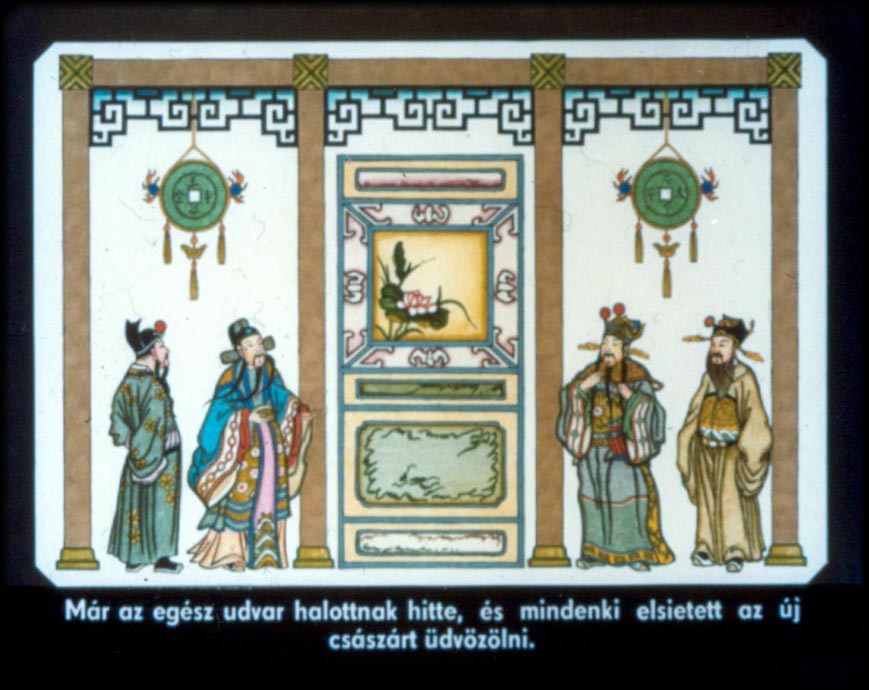 Már az egész udvar halottnak hitte, és mindenki elsietett az új
császárt üdvözölni.